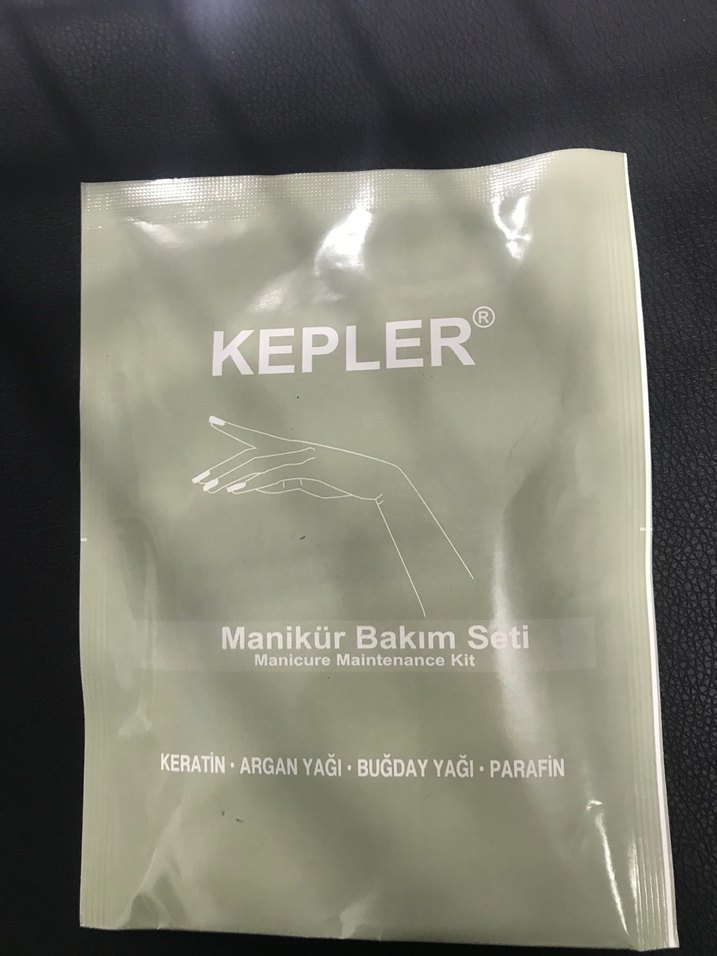 KEPLER®
Manikür Bakım Seti
Manicure Maintenance Kit
KERATİN • ARGAN YAĞI • BUĞDAY YAĞI • PARAFİN